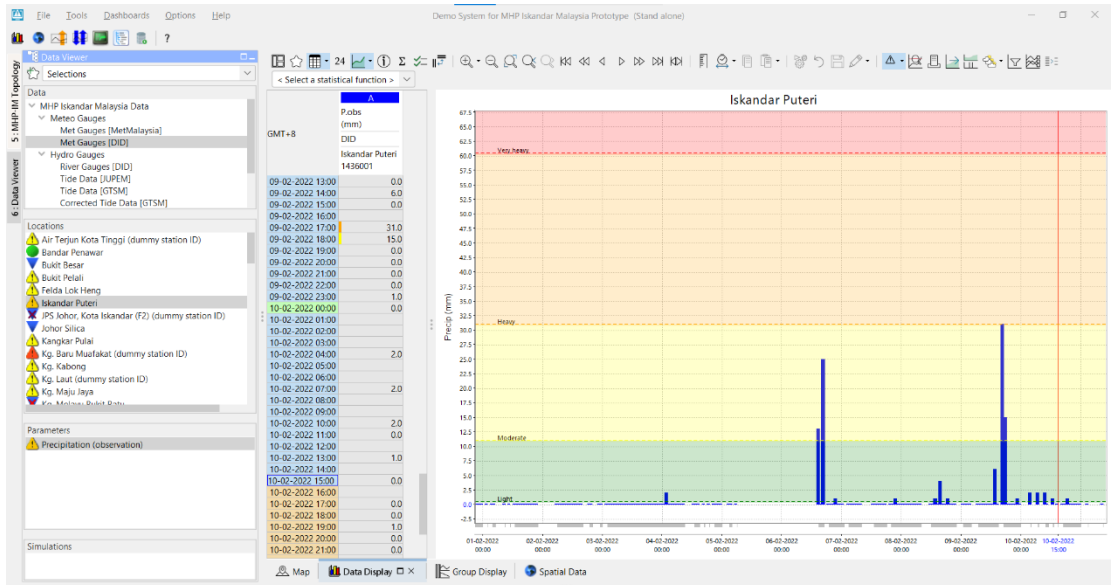 File Tools Dashboards Options Help
Demo System for MHP Iskandar Malaysia Prototype (Stand alone)
?
5 : MHP-IM Topology
6 : Data Viewer
Data Viewer
Selections
Data
MHP Iskandar Malaysia Data
Meteo Gauges
Met Gauges [MetMalaysia]
Met Gauges [DID]
Hydro Gauges
River Gauges [DID]
Tide Data [JUPEM]
Tide Data [GTSM]
Corrected Tide Data [GTSM]
Locations
Air Terjun Kota Tinggi (dummy station ID)
Bandar Penawar
Bukit Besar
Bukit Pelali
Felda Lok Heng
Iskandar Puteri
JPS Johor, Kota Iskandar (F2) (dummy station ID)
Johor Silica
Kangkar Pulai
Kg. Baru Muafakat (dummy station ID)
Kg. Kabong
Kg. Laut (dummy station ID)
Kg. Maju Jaya
Kg. Melayu Bukit Batu
Parameters
Precipitation (observation)
Simulations
24
Σ
< Select a statistical function >
A
P.obs
(mm)
GMT+8
DID
Iskandar Puteri
1436001
09-02-2022 13:00 0.0
09-02-2022 14:00 6.0
09-02-2022 15:00 0.0
09-02-2022 16:00
09-02-2022 17:00 31.0
09-02-2022 18:00 15.0
09-02-2022 19:00 0.0
09-02-2022 20:00 0.0
09-02-2022 21:00 0.0
09-02-2022 22:00 0.0
09-02-2022 23:00 1.0
10-02-2022 00:00 0.0
10-02-2022 01:00
10-02-2022 02:00
10-02-2022 03:00
10-02-2022 04:00 2.0
10-02-2022 05:00
10-02-2022 06:00
10-02-2022 07:00 2.0
10-02-2022 08:00
10-02-2022 09:00
10-02-2022 10:00 2.0
10-02-2022 11:00 0.0
10-02-2022 12:00
10-02-2022 13:00 1.0
10-02-2022 14:00
10-02-2022 15:00 0.0
10-02-2022 16:00
10-02-2022 17:00 0.0
10-02-2022 18:00 0.0
10-02-2022 19:00 1.0
10-02-2022 20:00 0.0
10-02-2022 21:00 0.0
Iskandar Puteri
Precip (mm)
67.5
65.0
62.5
Very heavy
60.0
57.5
55.0
52.5
50.0
47.5
45.0
42.5
40.0
37.5
35.0
32.5
Heavy
30.0
27.5
25.0
22.5
20.0
17.5
15.0
12.5
Moderate
10.0
7.5
5.0
2.5
Light
0.0
-2.5
01-02-2022 02-02-2022 03-02-2022 04-02-2022 05-02-2022 06-02-2022 07-02-2022 08-02-2022 09-02-2022 10-02-2022 10-02-2022
00:00 00:00 00:00 00:00 00:00 00:00 00:00 00:00 00:00 00:00 15:00
Map Data Display Group Display Spatial Data